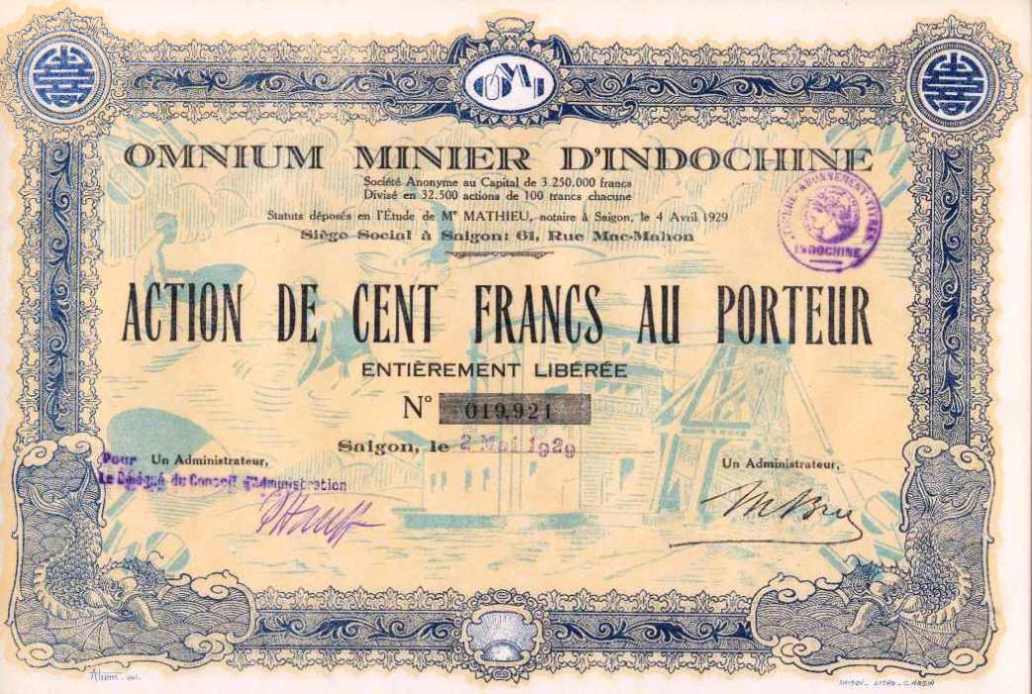 OMI
OMNIUM MINIER D'INDOCHINE
Société Anonyme au Capital de 3.250.000 francs
Divisé en 32.500 actions de 100 francs chacune
Statuts déposés en l'Étude de Me MATHIEU, notaire à Saigon, le 4 Avril 1929
Siège Social à Saigon: 61, Rue Mac-Mahon
INDOCHINE
ACTION DE CENT FRANCS AU PORTEUR
ENTIÈREMENT LIBÉRÉE
N° 019,921
Saigon, le 2 Mai 1929
Pour Un Administrateur,
Le Délégué du Conseil d'Administration
Un Administrateur,